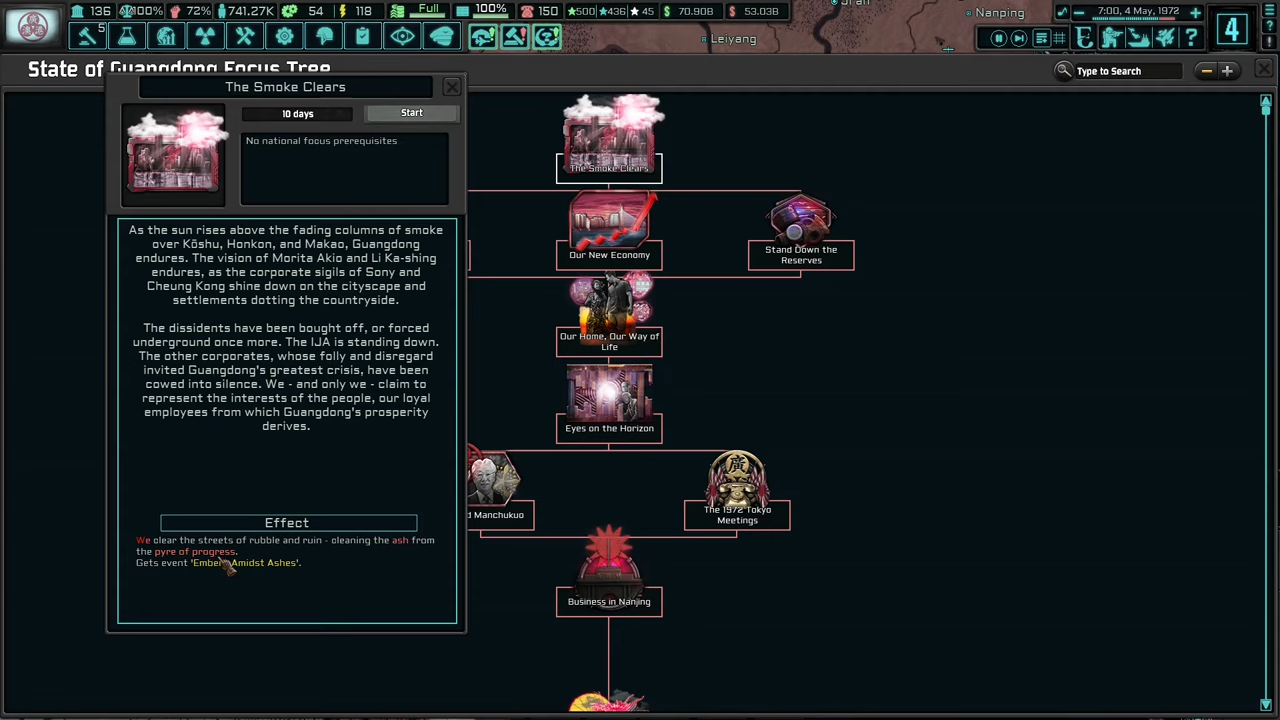 136
100%
72%
741.27K
54
118
Full
100%
150
500
436
45
70.90B
53.03B
7:00, 4 May, 1972
4
5
Leiyang
Nanping
Ji'an
State of Guangdong Focus Tree
Type to Search
The Smoke Clears
10 days
Start
No national focus prerequisites
As the sun rises above the fading columns of smoke
over Kōshu, Honkon, and Makao, Guangdong
endures. The vision of Morita Akio and Li Ka-shing
endures, as the corporate sigils of Sony and
Cheung Kong shine down on the cityscape and
settlements dotting the countryside.
The dissidents have been bought off, or forced
underground once more. The IJA is standing down.
The other corporates, whose folly and disregard
invited Guangdong's greatest crisis, have been
cowed into silence. We - and only we - claim to
represent the interests of the people, our loyal
employees from which Guangdong's prosperity
derives.
Effect
We clear the streets of rubble and ruin - cleaning the ash from
the pyre of progress.
Gets event 'Embers Amidst Ashes'.
The Smoke Clears
Our New Economy
Stand Down the
Reserves
Our Home, Our Way of
Life
Eyes on the Horizon
d Manchukuo
廣
The 1972 Tokyo
Meetings
Business in Nanjing